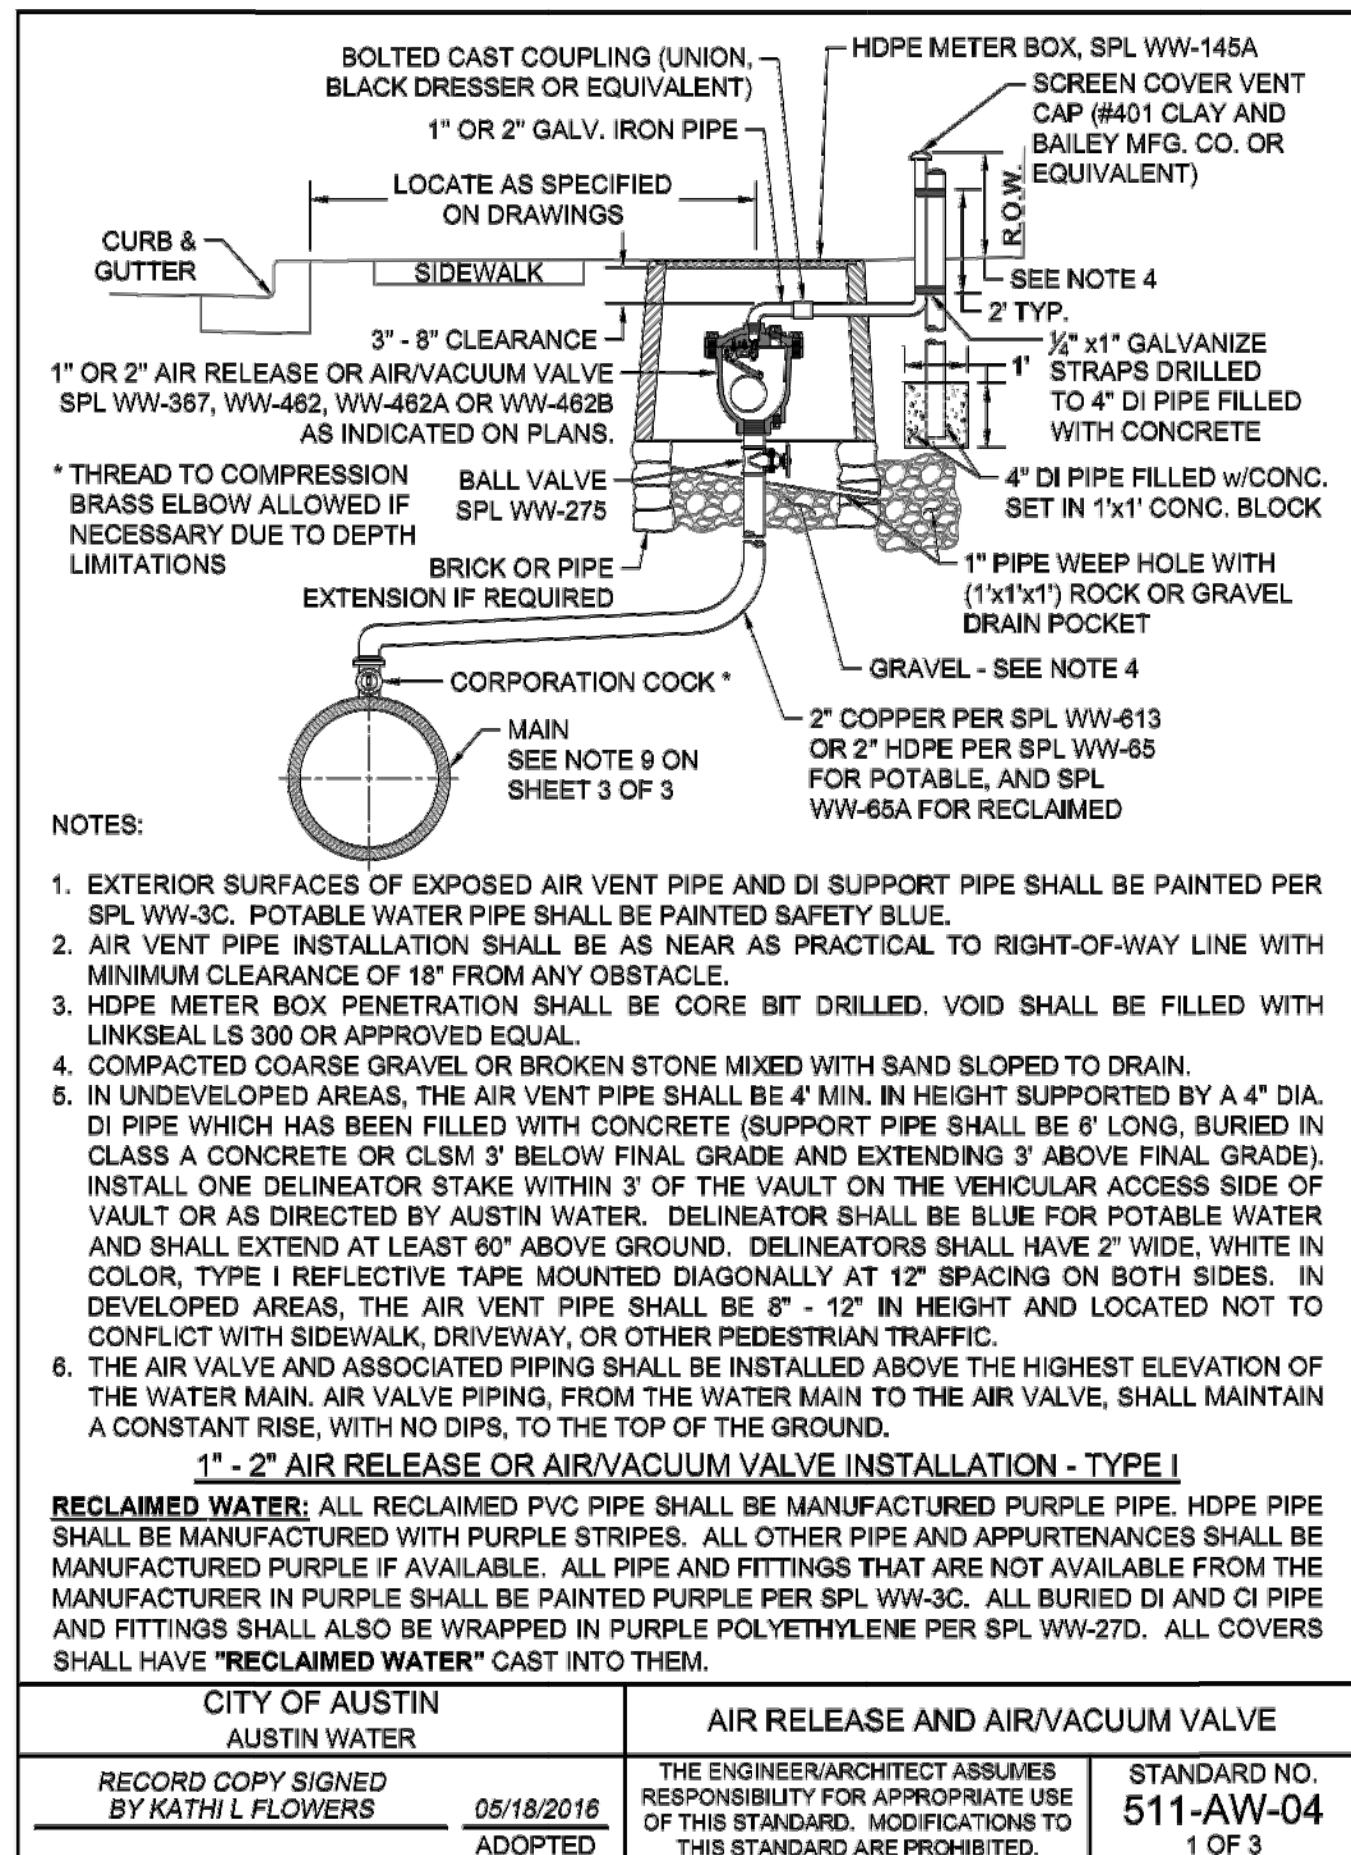 BOLTED CAST COUPLING (UNION,
BLACK DRESSER OR EQUIVALENT)
HDPE METER BOX, SPL WW-145A
SCREEN COVER VENT
CAP (#401 CLAY AND
BAILEY MFG. CO. OR
EQUIVALENT)
1" OR 2" GALV. IRON PIPE
LOCATE AS SPECIFIED
ON DRAWINGS
R.O.W.
CURB &
GUTTER
SIDEWALK
SEE NOTE 4
2' TYP.
3" - 8" CLEARANCE
1" OR 2" AIR RELEASE OR AIR/VACUUM VALVE
SPL WW-367, WW-462, WW-462A OR WW-462B
AS INDICATED ON PLANS.
1'
¼" x1" GALVANIZE
STRAPS DRILLED
TO 4" DI PIPE FILLED
WITH CONCRETE
* THREAD TO COMPRESSION
BRASS ELBOW ALLOWED IF
NECESSARY DUE TO DEPTH
LIMITATIONS
BALL VALVE
SPL WW-275
4" DI PIPE FILLED w/CONC.
SET IN 1'x1' CONC. BLOCK
BRICK OR PIPE
EXTENSION IF REQUIRED
1" PIPE WEEP HOLE WITH
(1'x1'x1') ROCK OR GRAVEL
DRAIN POCKET
GRAVEL - SEE NOTE 4
CORPORATION COCK *
MAIN
SEE NOTE 9 ON
SHEET 3 OF 3
2" COPPER PER SPL WW-613
OR 2" HDPE PER SPL WW-65
FOR POTABLE, AND SPL
WW-65A FOR RECLAIMED
NOTES:
1. EXTERIOR SURFACES OF EXPOSED AIR VENT PIPE AND DI SUPPORT PIPE SHALL BE PAINTED PER
SPL WW-3C. POTABLE WATER PIPE SHALL BE PAINTED SAFETY BLUE.
2. AIR VENT PIPE INSTALLATION SHALL BE AS NEAR AS PRACTICAL TO RIGHT-OF-WAY LINE WITH
MINIMUM CLEARANCE OF 18" FROM ANY OBSTACLE.
3. HDPE METER BOX PENETRATION SHALL BE CORE BIT DRILLED. VOID SHALL BE FILLED WITH
LINKSEAL LS 300 OR APPROVED EQUAL.
4. COMPACTED COARSE GRAVEL OR BROKEN STONE MIXED WITH SAND SLOPED TO DRAIN.
5. IN UNDEVELOPED AREAS, THE AIR VENT PIPE SHALL BE 4' MIN. IN HEIGHT SUPPORTED BY A 4" DIA.
DI PIPE WHICH HAS BEEN FILLED WITH CONCRETE (SUPPORT PIPE SHALL BE 6' LONG, BURIED IN
CLASS A CONCRETE OR CLSM 3' BELOW FINAL GRADE AND EXTENDING 3' ABOVE FINAL GRADE).
INSTALL ONE DELINEATOR STAKE WITHIN 3' OF THE VAULT ON THE VEHICULAR ACCESS SIDE OF
VAULT OR AS DIRECTED BY AUSTIN WATER. DELINEATOR SHALL BE BLUE FOR POTABLE WATER
AND SHALL EXTEND AT LEAST 60" ABOVE GROUND. DELINEATORS SHALL HAVE 2" WIDE, WHITE IN
COLOR, TYPE I REFLECTIVE TAPE MOUNTED DIAGONALLY AT 12" SPACING ON BOTH SIDES. IN
DEVELOPED AREAS, THE AIR VENT PIPE SHALL BE 8" - 12" IN HEIGHT AND LOCATED NOT TO
CONFLICT WITH SIDEWALK, DRIVEWAY, OR OTHER PEDESTRIAN TRAFFIC.
6. THE AIR VALVE AND ASSOCIATED PIPING SHALL BE INSTALLED ABOVE THE HIGHEST ELEVATION OF
THE WATER MAIN. AIR VALVE PIPING, FROM THE WATER MAIN TO THE AIR VALVE, SHALL MAINTAIN
A CONSTANT RISE, WITH NO DIPS, TO THE TOP OF THE GROUND.
1" - 2" AIR RELEASE OR AIR/VACUUM VALVE INSTALLATION - TYPE I
RECLAIMED WATER: ALL RECLAIMED PVC PIPE SHALL BE MANUFACTURED PURPLE PIPE. HDPE PIPE
SHALL BE MANUFACTURED WITH PURPLE STRIPES. ALL OTHER PIPE AND APPURTENANCES SHALL BE
MANUFACTURED PURPLE IF AVAILABLE. ALL PIPE AND FITTINGS THAT ARE NOT AVAILABLE FROM THE
MANUFACTURER IN PURPLE SHALL BE PAINTED PURPLE PER SPL WW-3C. ALL BURIED DI AND CI PIPE
AND FITTINGS SHALL ALSO BE WRAPPED IN PURPLE POLYETHYLENE PER SPL WW-27D. ALL COVERS
SHALL HAVE "RECLAIMED WATER" CAST INTO THEM.
CITY OF AUSTIN
AUSTIN WATER
AIR RELEASE AND AIR/VACUUM VALVE
RECORD COPY SIGNED
BY KATHI L FLOWERS
05/18/2016
ADOPTED
THE ENGINEER/ARCHITECT ASSUMES
RESPONSIBILITY FOR APPROPRIATE USE
OF THIS STANDARD. MODIFICATIONS TO
THIS STANDARD ARE PROHIBITED.
STANDARD NO.
511-AW-04
1 OF 3